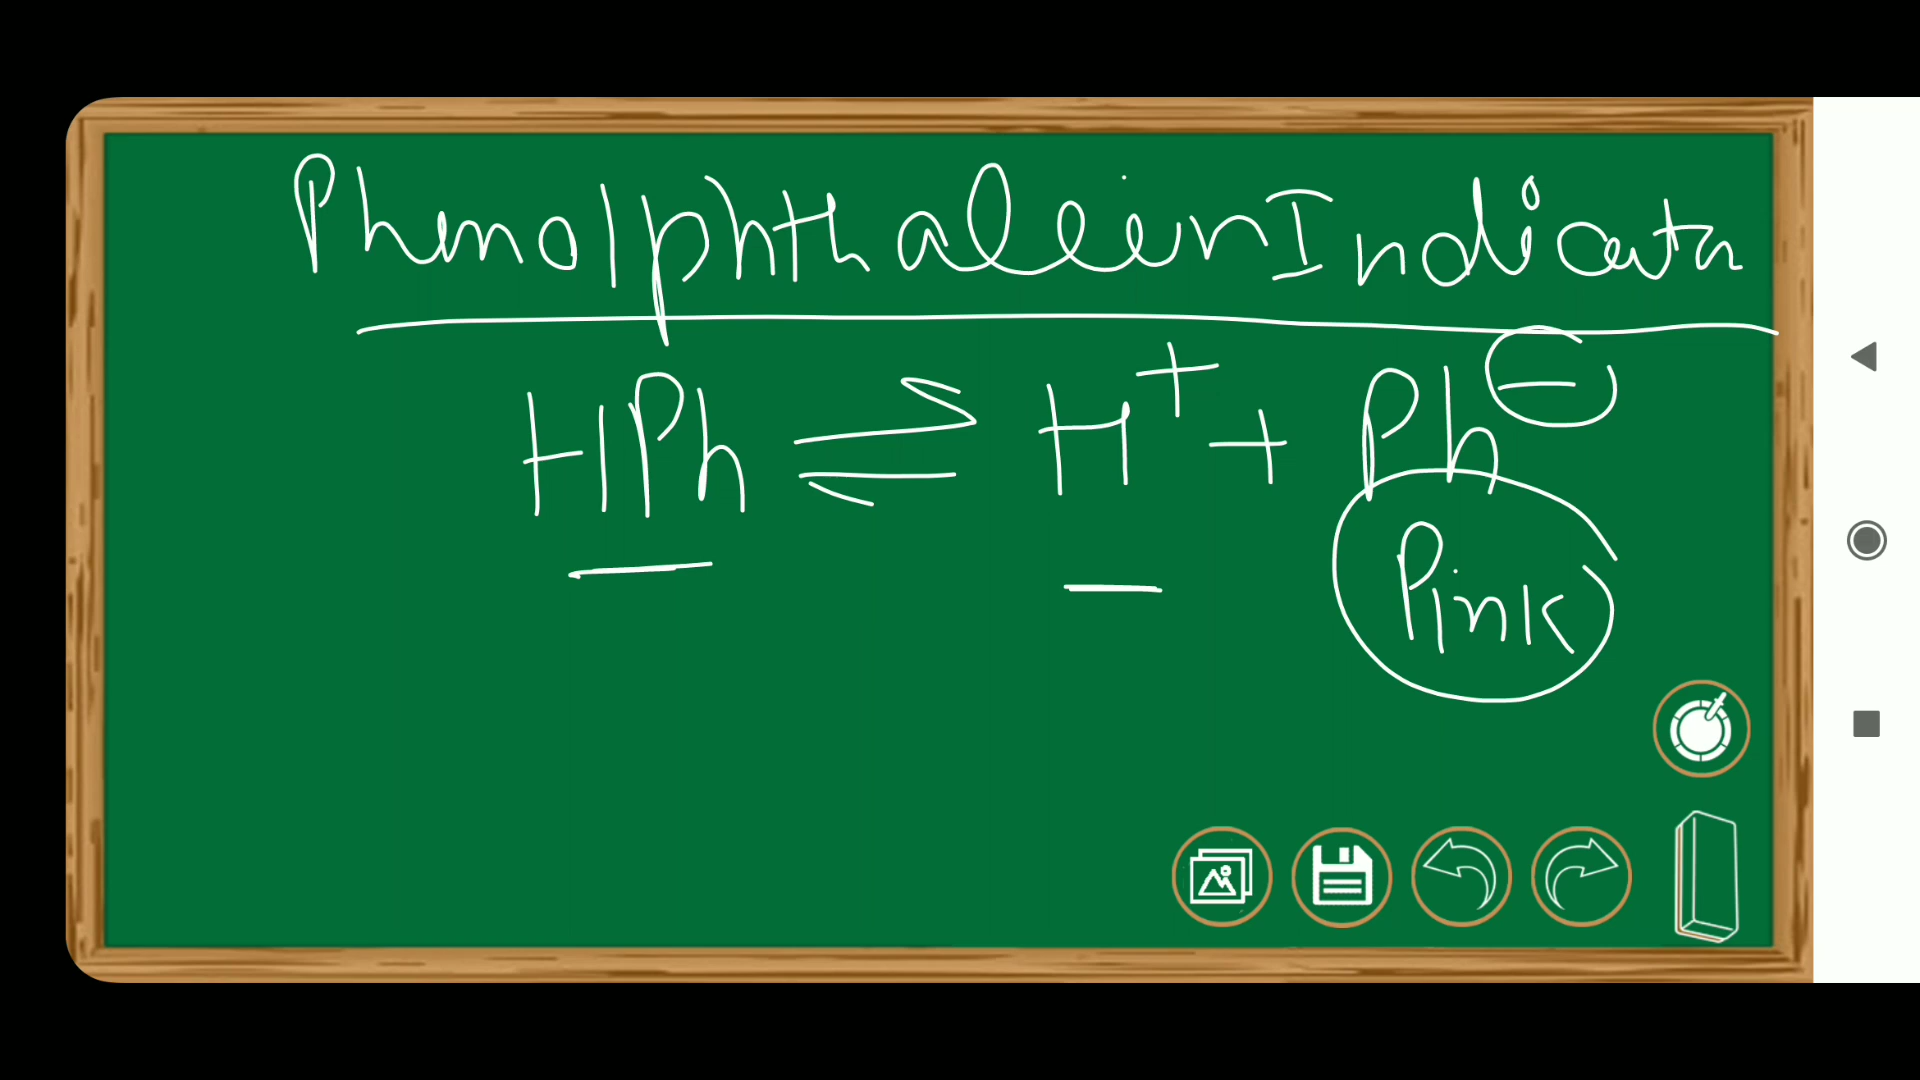 Phenolphthalein Indicator
HPh ⇌ H⁺ + Ph⊖
Pink